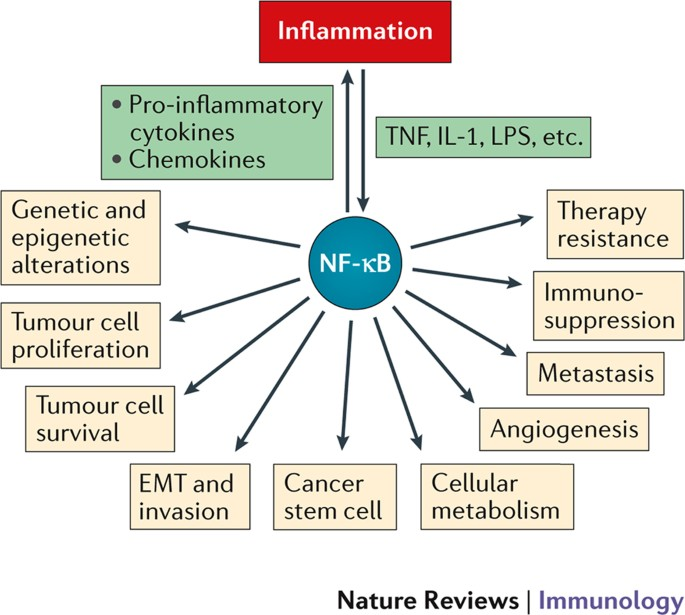 Inflammation
• Pro-inflammatory
cytokines
• Chemokines
TNF, IL-1, LPS, etc.
Genetic and
epigenetic
alterations
Therapy
resistance
NF-κB
Immuno-
suppression
Tumour cell
proliferation
Metastasis
Tumour cell
survival
Angiogenesis
EMT and
invasion
Cancer
stem cell
Cellular
metabolism
Nature Reviews | Immunology